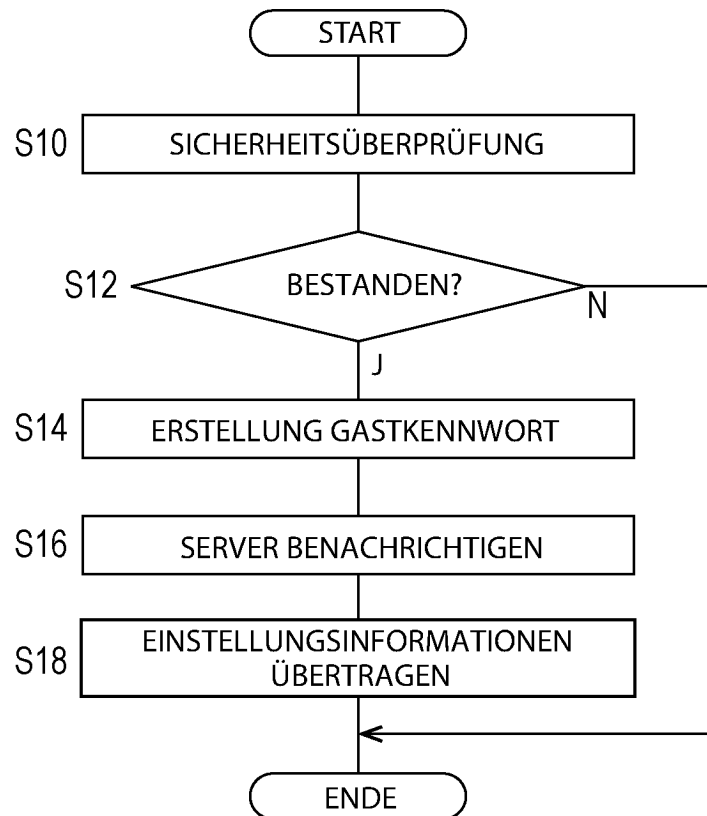 START
S10
SICHERHEITSÜBERPRÜFUNG
S12
BESTANDEN?
N
J
S14
ERSTELLUNG GASTKENNWORT
S16
SERVER BENACHRICHTIGEN
S18
EINSTELLUNGSINFORMATIONEN
ÜBERTRAGEN
ENDE